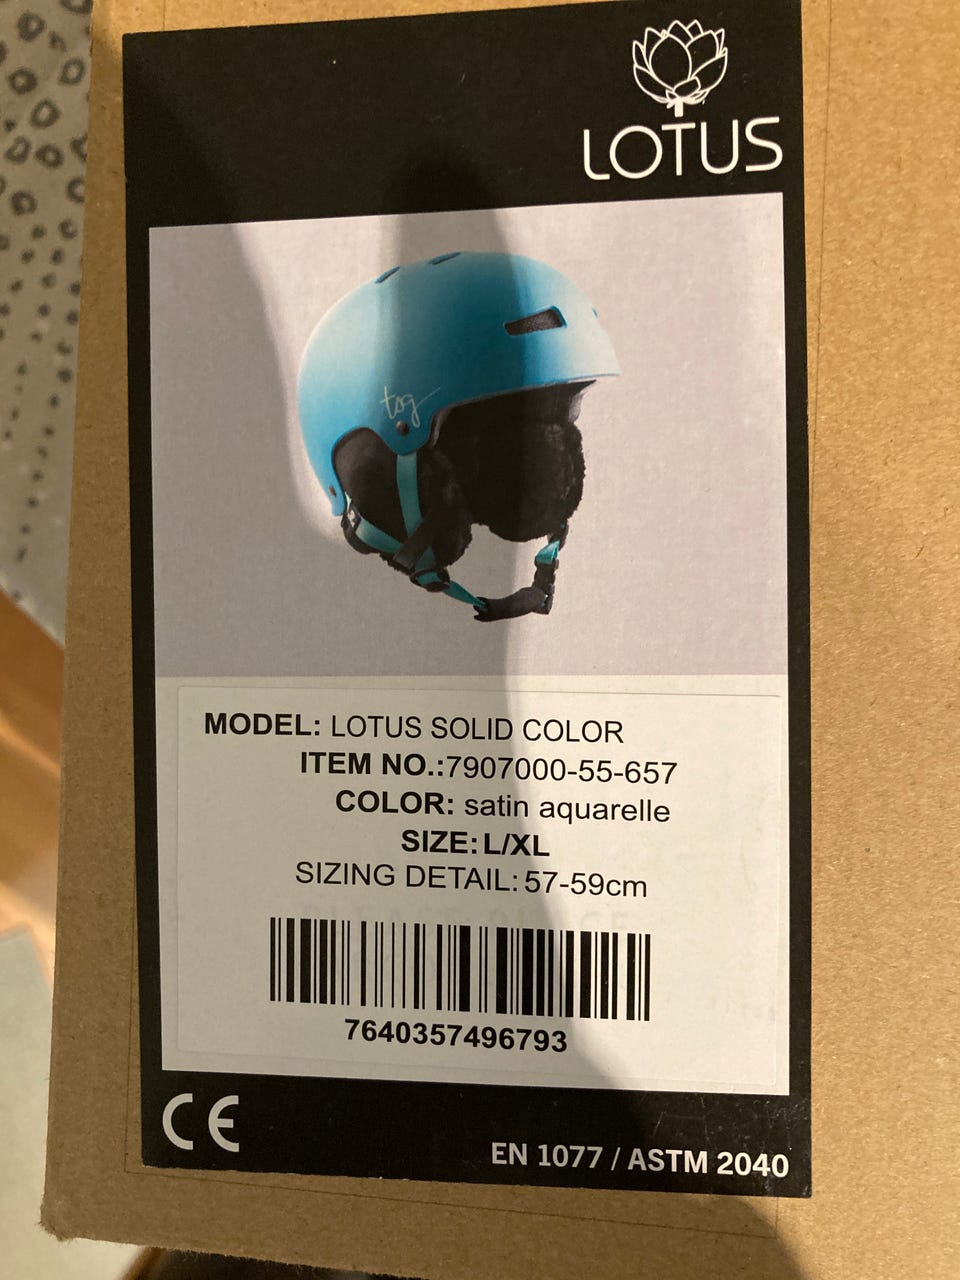 LOTUS
tsg
MODEL: LOTUS SOLID COLOR
ITEM NO.:7907000-55-657
COLOR: satin aquarelle
SIZE: L/XL
SIZING DETAIL: 57-59cm
7640357496793
CE
EN 1077 / ASTM 2040